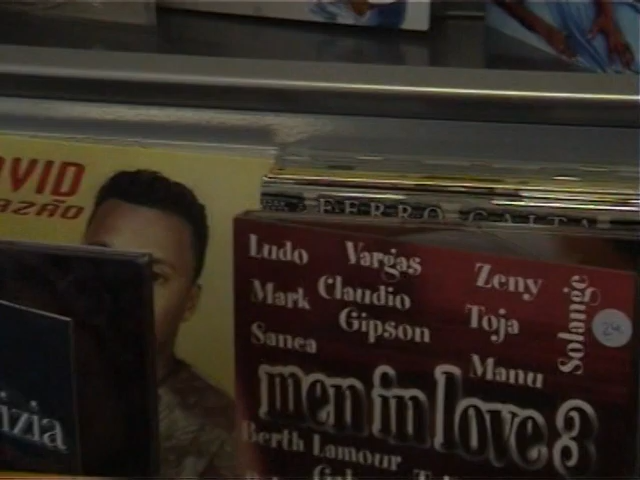 VID
AZÃO
FERRO GAITA
Ludo Vargas Zeny
Mark Claudio Toja Solange
Gipson
Sanea Manu
24
men in love 3
Berth Lamour
izia